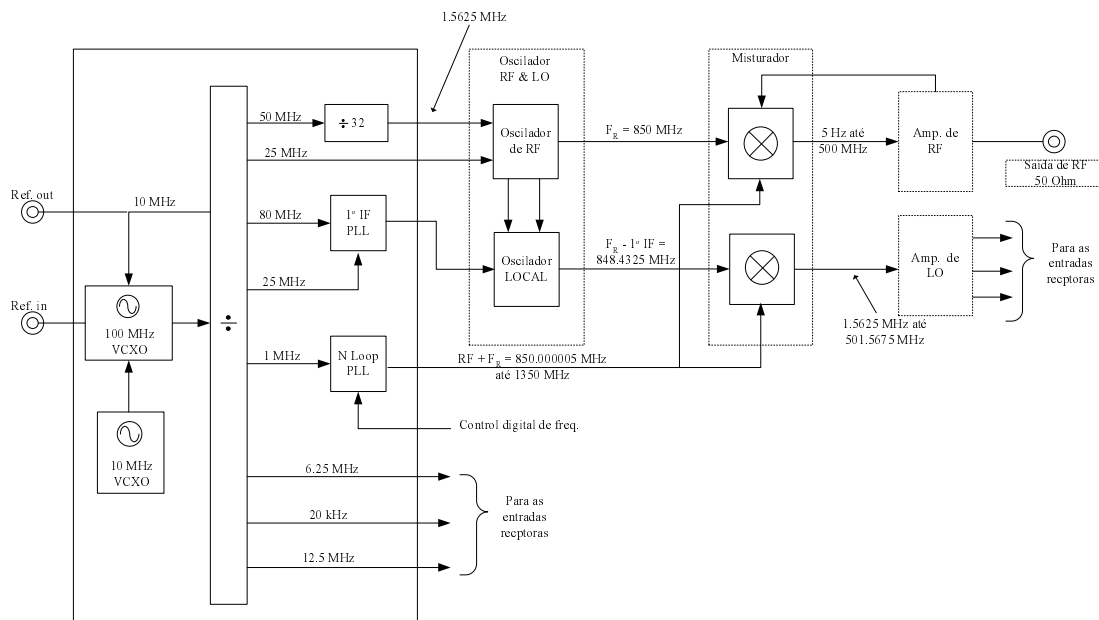 1.5625 MHz
Oscilador
RF & LO
Misturador
50 MHz
÷ 32
Oscilador
de RF
F_R = 850 MHz
5 Hz até
500 MHz
Amp. de
RF
25 MHz
Saída de RF
50 Ohm
Ref. out
10 MHz
80 MHz
1º IF
PLL
F_R - 1º IF =
848.4325 MHz
Oscilador
LOCAL
Amp. de
LO
Para as
entradas
recptoras
25 MHz
Ref. in
100 MHz
VCXO
÷
1.5625 MHz até
501.5675 MHz
1 MHz
N Loop
PLL
RF + F_R = 850.000005 MHz
até 1350 MHz
Control digital de freq.
10 MHz
VCXO
6.25 MHz
20 kHz
12.5 MHz
Para as
entradas
recptoras